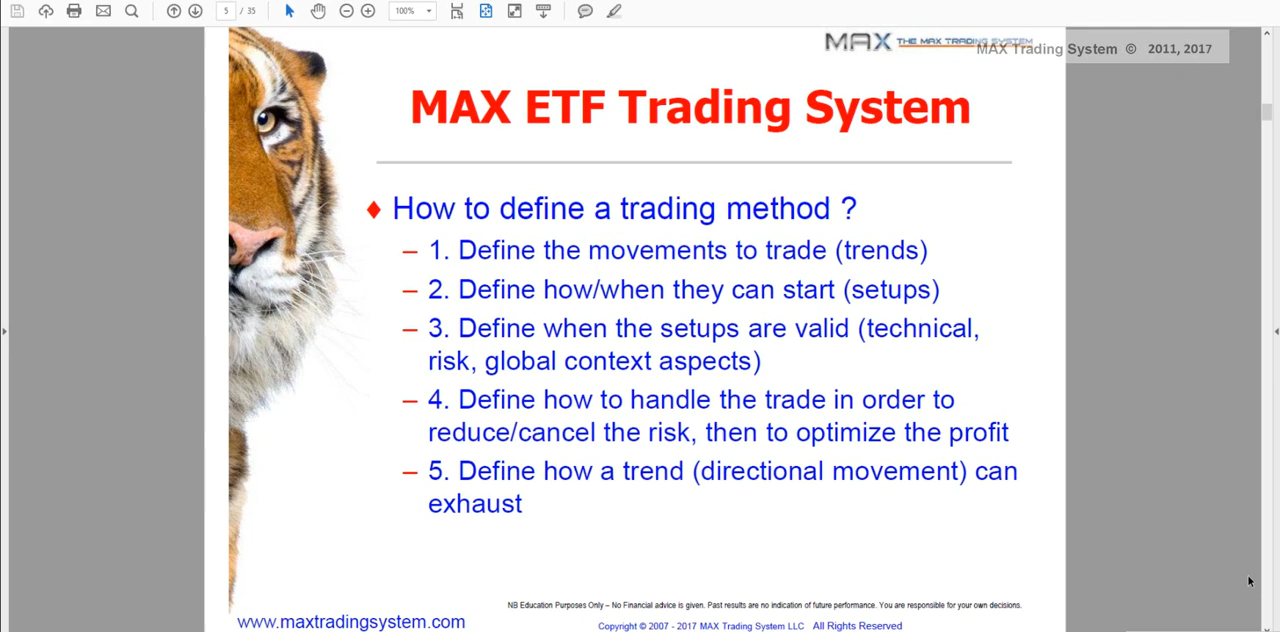 5 / 35
100%
MAX THE MAX TRADING SYSTEM
MAX Trading System © 2011, 2017
MAX ETF Trading System
How to define a trading method ?
– 1. Define the movements to trade (trends)
– 2. Define how/when they can start (setups)
– 3. Define when the setups are valid (technical,
risk, global context aspects)
– 4. Define how to handle the trade in order to
reduce/cancel the risk, then to optimize the profit
– 5. Define how a trend (directional movement) can
exhaust
NB Education Purposes Only – No Financial advice is given. Past results are no indication of future performance. You are responsible for your own decisions.
www.maxtradingsystem.com
Copyright © 2007 - 2017 MAX Trading System LLC All Rights Reserved